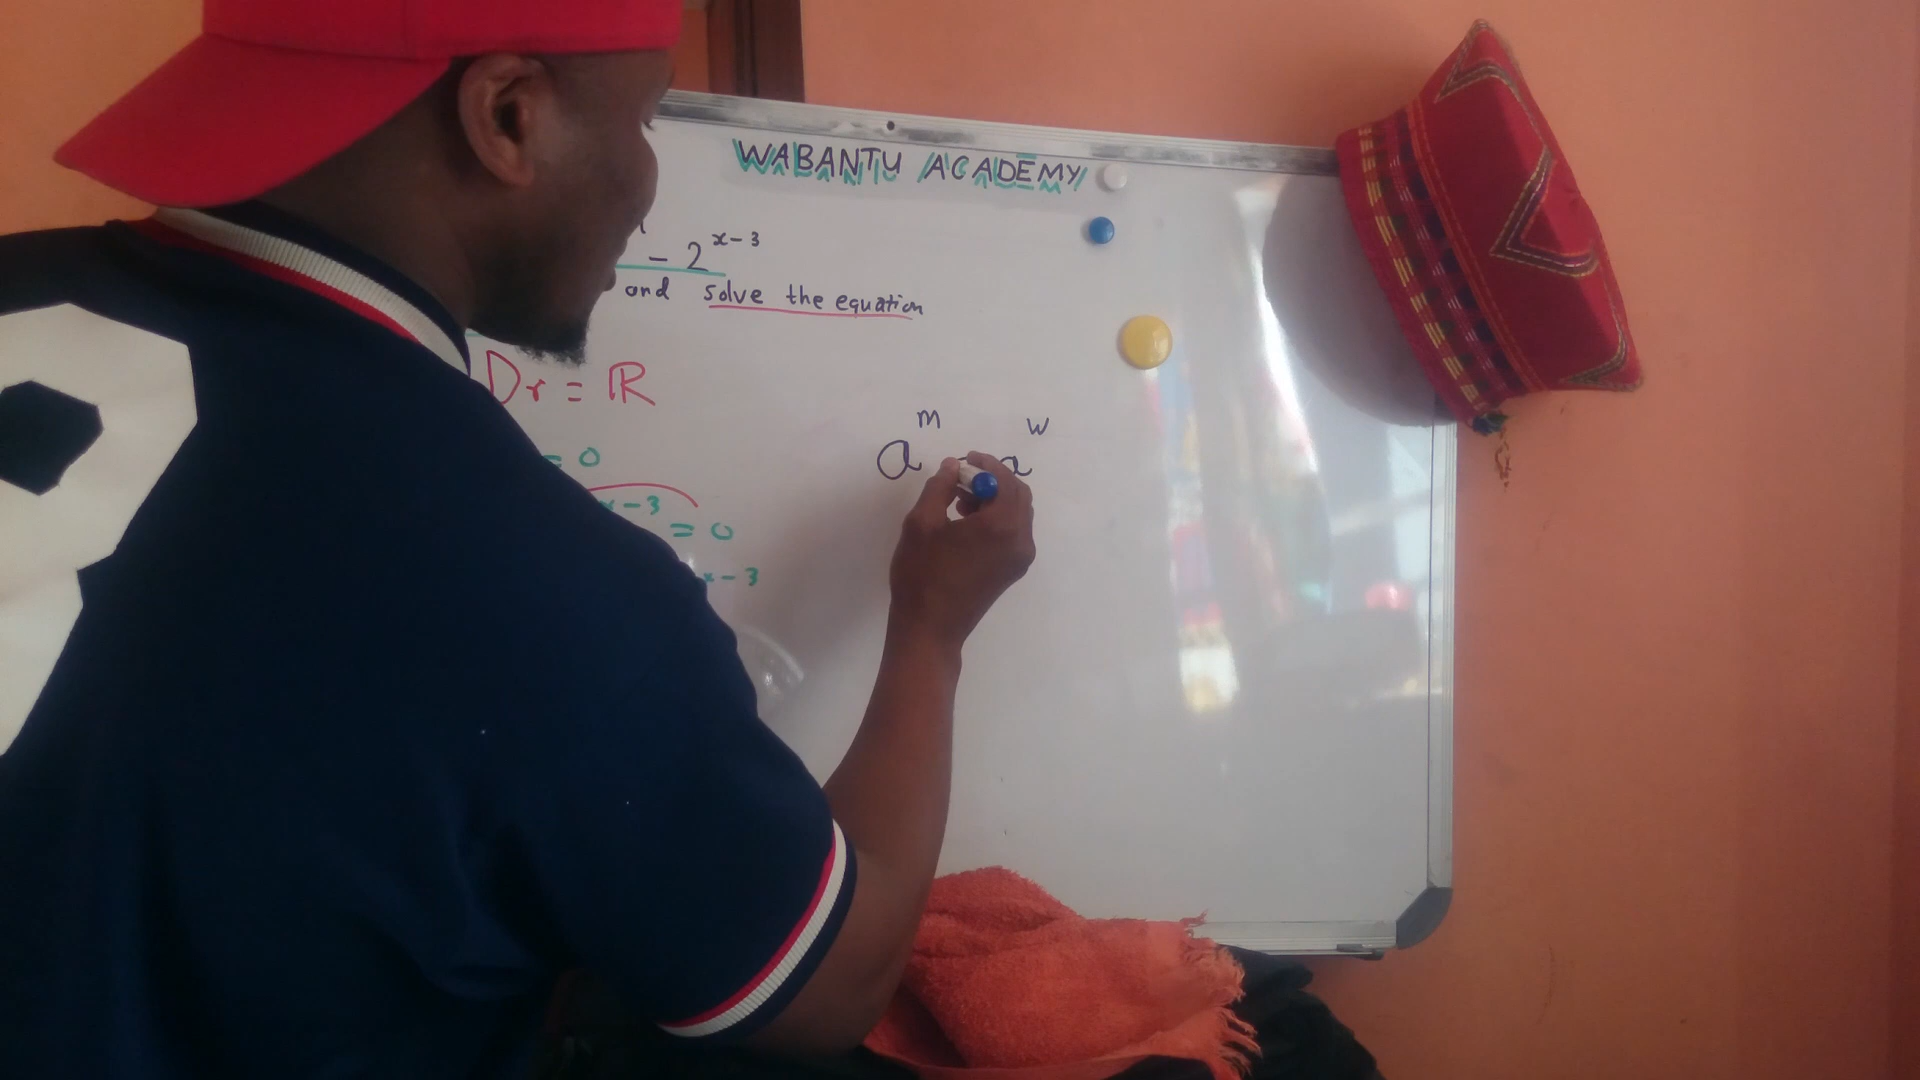 WABANTU ACADEMY
- 2^x-3
and solve the equation
Dr = ℝ
a^m = a^w
= 0
x-3 = 0
x-3